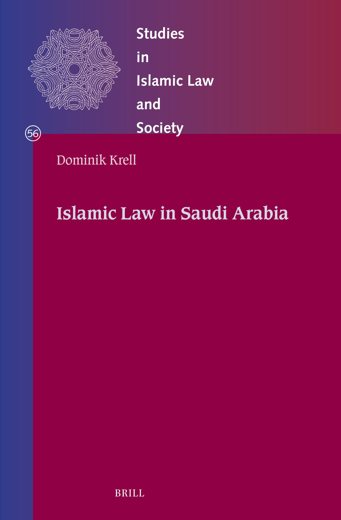 Studies
in
Islamic Law
and
Society
56
Dominik Krell
Islamic Law in Saudi Arabia
BRILL